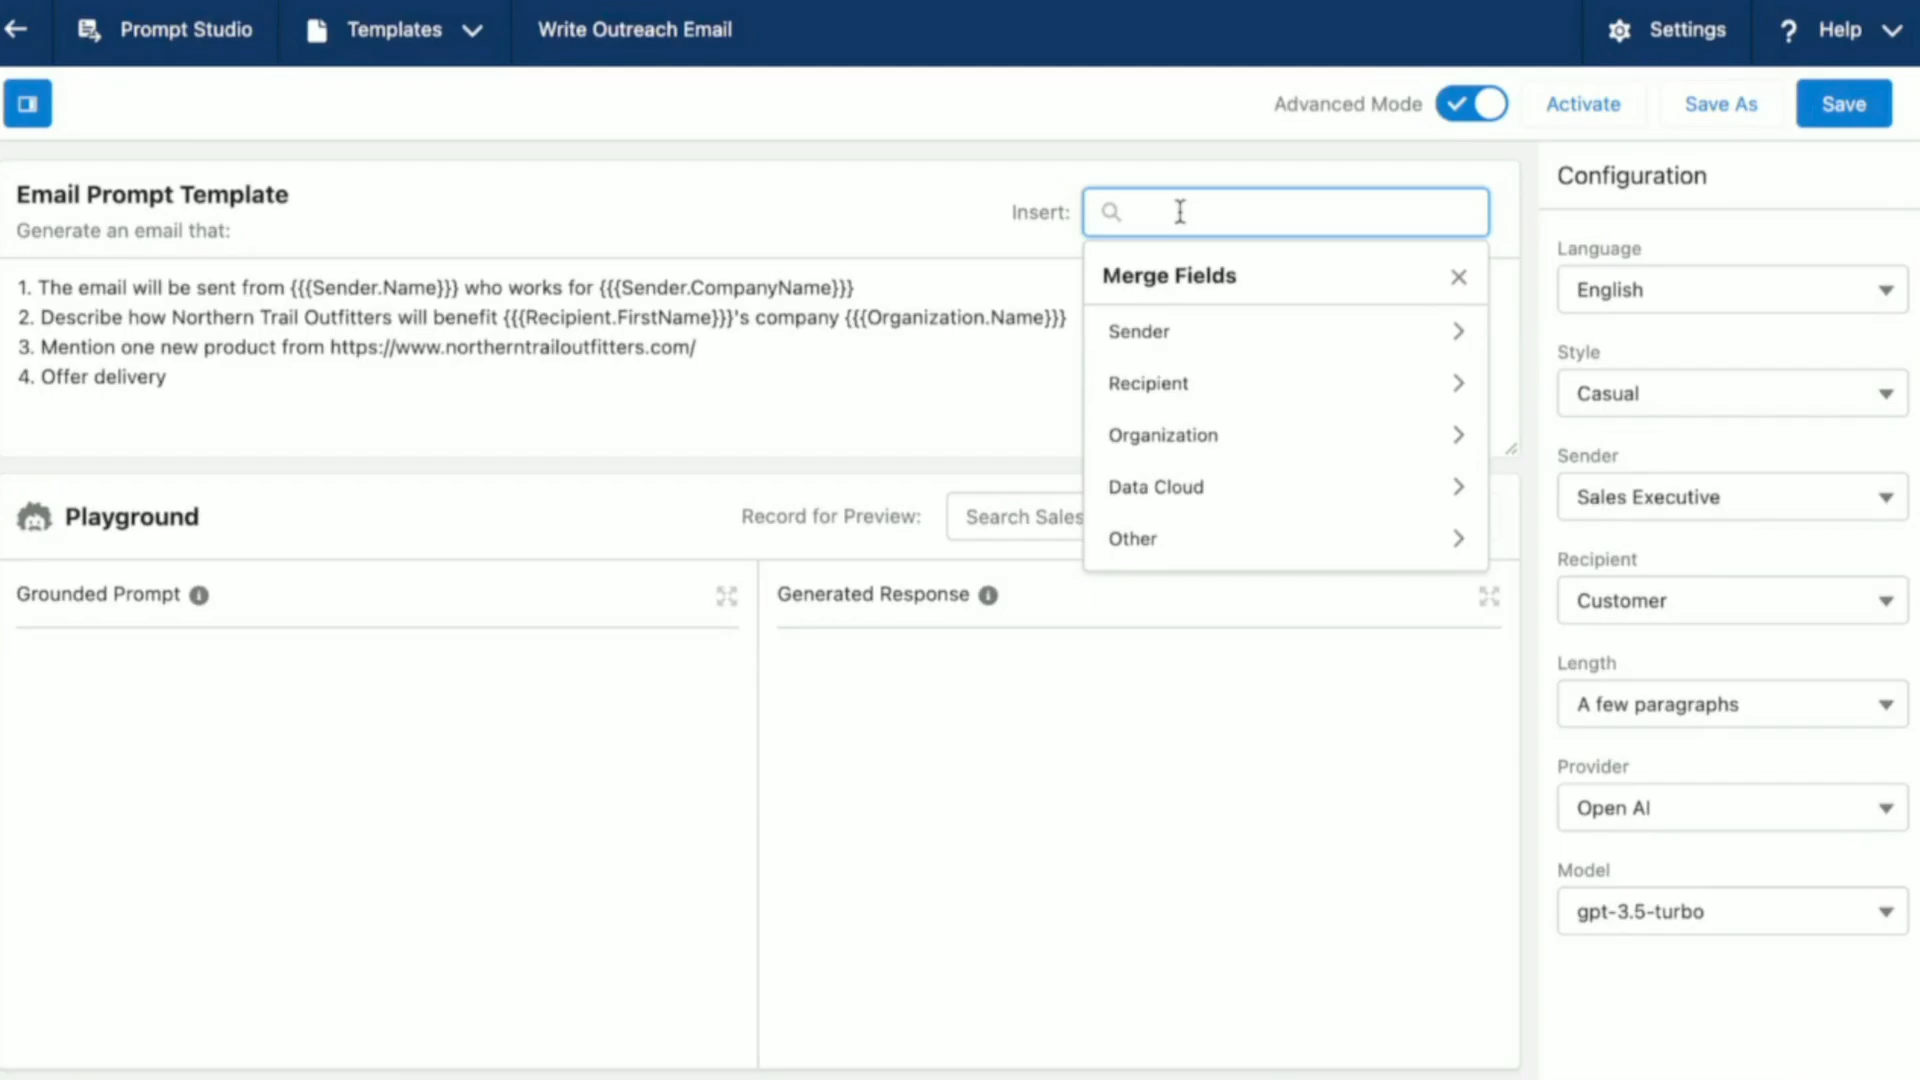 Prompt Studio
Templates
Write Outreach Email
Settings
? Help
Advanced Mode
Activate
Save As
Save
Email Prompt Template
Generate an email that:
Insert:
1. The email will be sent from {{{Sender.Name}}} who works for {{{Sender.CompanyName}}}
2. Describe how Northern Trail Outfitters will benefit {{{Recipient.FirstName}}}'s company {{{Organization.Name}}}
3. Mention one new product from https://www.northerntrailoutfitters.com/
4. Offer delivery
Merge Fields
Sender
Recipient
Organization
Data Cloud
Other
Playground
Record for Preview:
Search Sales
Grounded Prompt
Generated Response
Configuration
Language
English
Style
Casual
Sender
Sales Executive
Recipient
Customer
Length
A few paragraphs
Provider
Open AI
Model
gpt-3.5-turbo